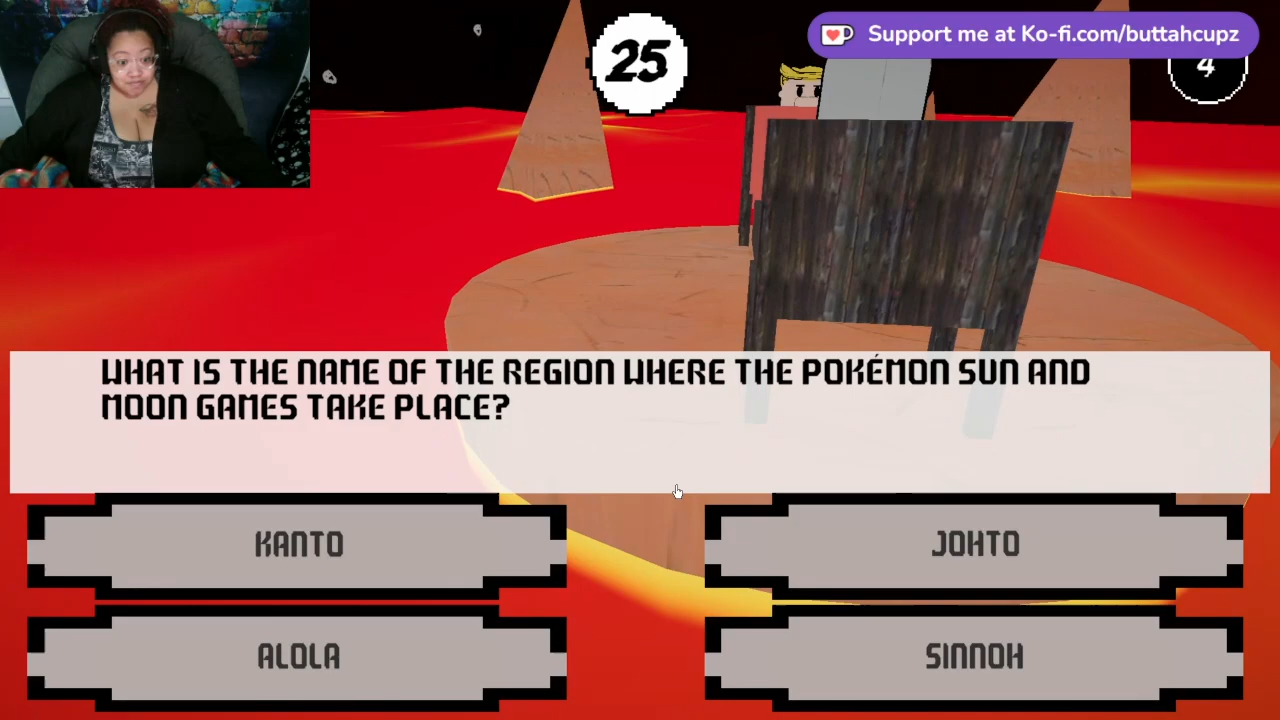 25
Support me at Ko-fi.com/buttahcupz
4
WHAT IS THE NAME OF THE REGION WHERE THE POKÉMON SUN AND
MOON GAMES TAKE PLACE?
KANTO
JOHTO
ALOLA
SINNOH